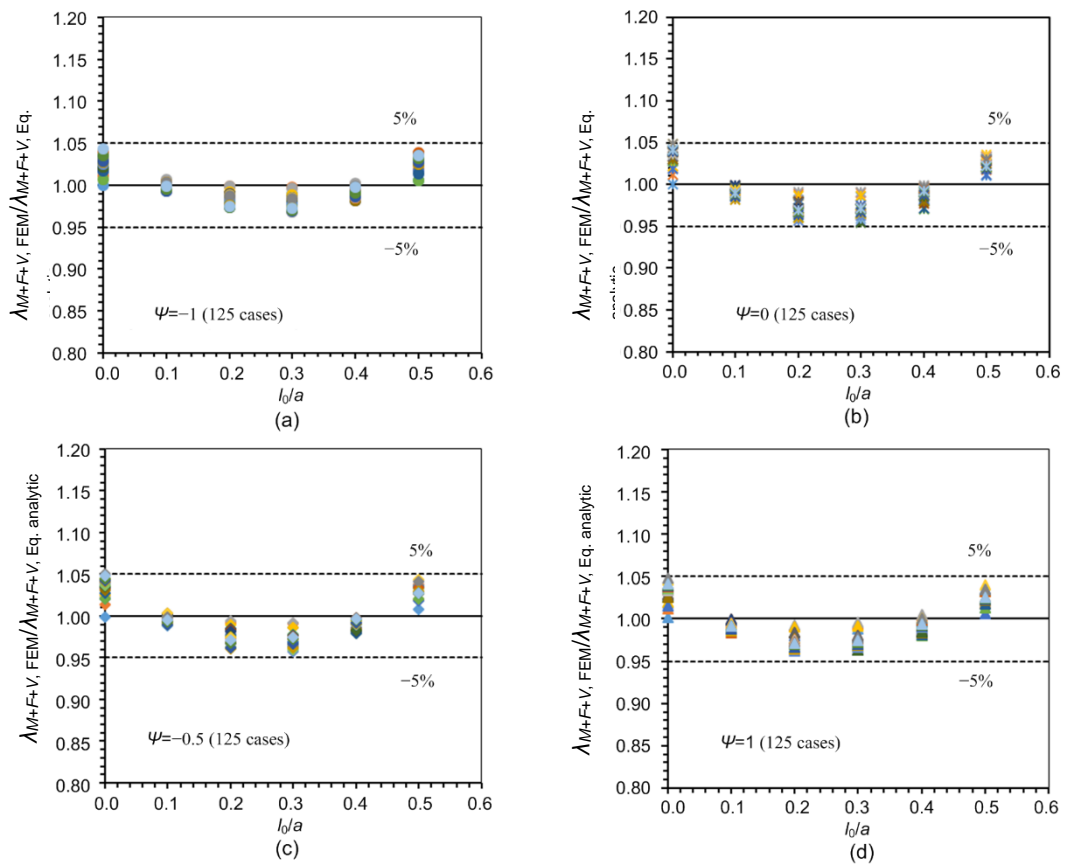 λM+F+V, FEM/λM+F+V, Eq.
1.20
1.15
1.10
1.05
1.00
0.95
0.90
0.85
0.80
5%
−5%
Ψ=−1 (125 cases)
0.0 0.1 0.2 0.3 0.4 0.5 0.6
l0/a
(a)
λM+F+V, FEM/λM+F+V, Eq.
1.20
1.15
1.10
1.05
1.00
0.95
0.90
0.85
0.80
5%
−5%
Ψ=0 (125 cases)
0.0 0.1 0.2 0.3 0.4 0.5 0.6
l0/a
(b)
λM+F+V, FEM/λM+F+V, Eq. analytic
1.20
1.15
1.10
1.05
1.00
0.95
0.90
0.85
0.80
5%
−5%
Ψ=−0.5 (125 cases)
0.0 0.1 0.2 0.3 0.4 0.5 0.6
l0/a
(c)
λM+F+V, FEM/λM+F+V, Eq. analytic
1.20
1.15
1.10
1.05
1.00
0.95
0.90
0.85
0.80
5%
−5%
Ψ=1 (125 cases)
0.0 0.1 0.2 0.3 0.4 0.5 0.6
l0/a
(d)